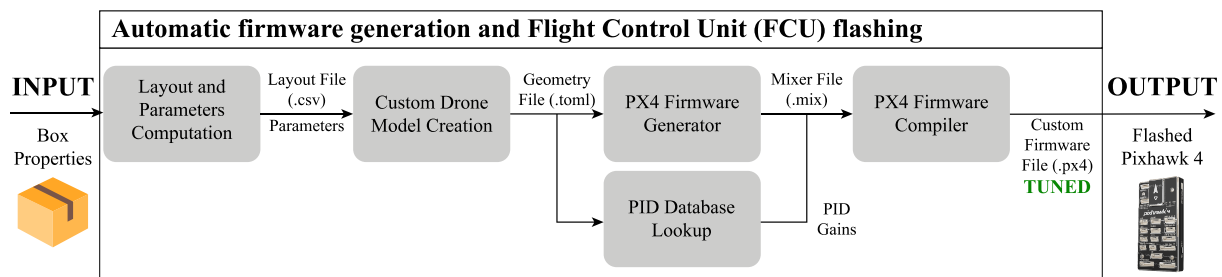 Automatic firmware generation and Flight Control Unit (FCU) flashing
INPUT
Box
Properties
Layout and
Parameters
Computation
Layout File
(.csv)
Parameters
Custom Drone
Model Creation
Geometry
File (.toml)
PX4 Firmware
Generator
Mixer File
(.mix)
PX4 Firmware
Compiler
PID Database
Lookup
PID
Gains
Custom
Firmware
File (.px4)
TUNED
OUTPUT
Flashed
Pixhawk 4
pixhawk 4